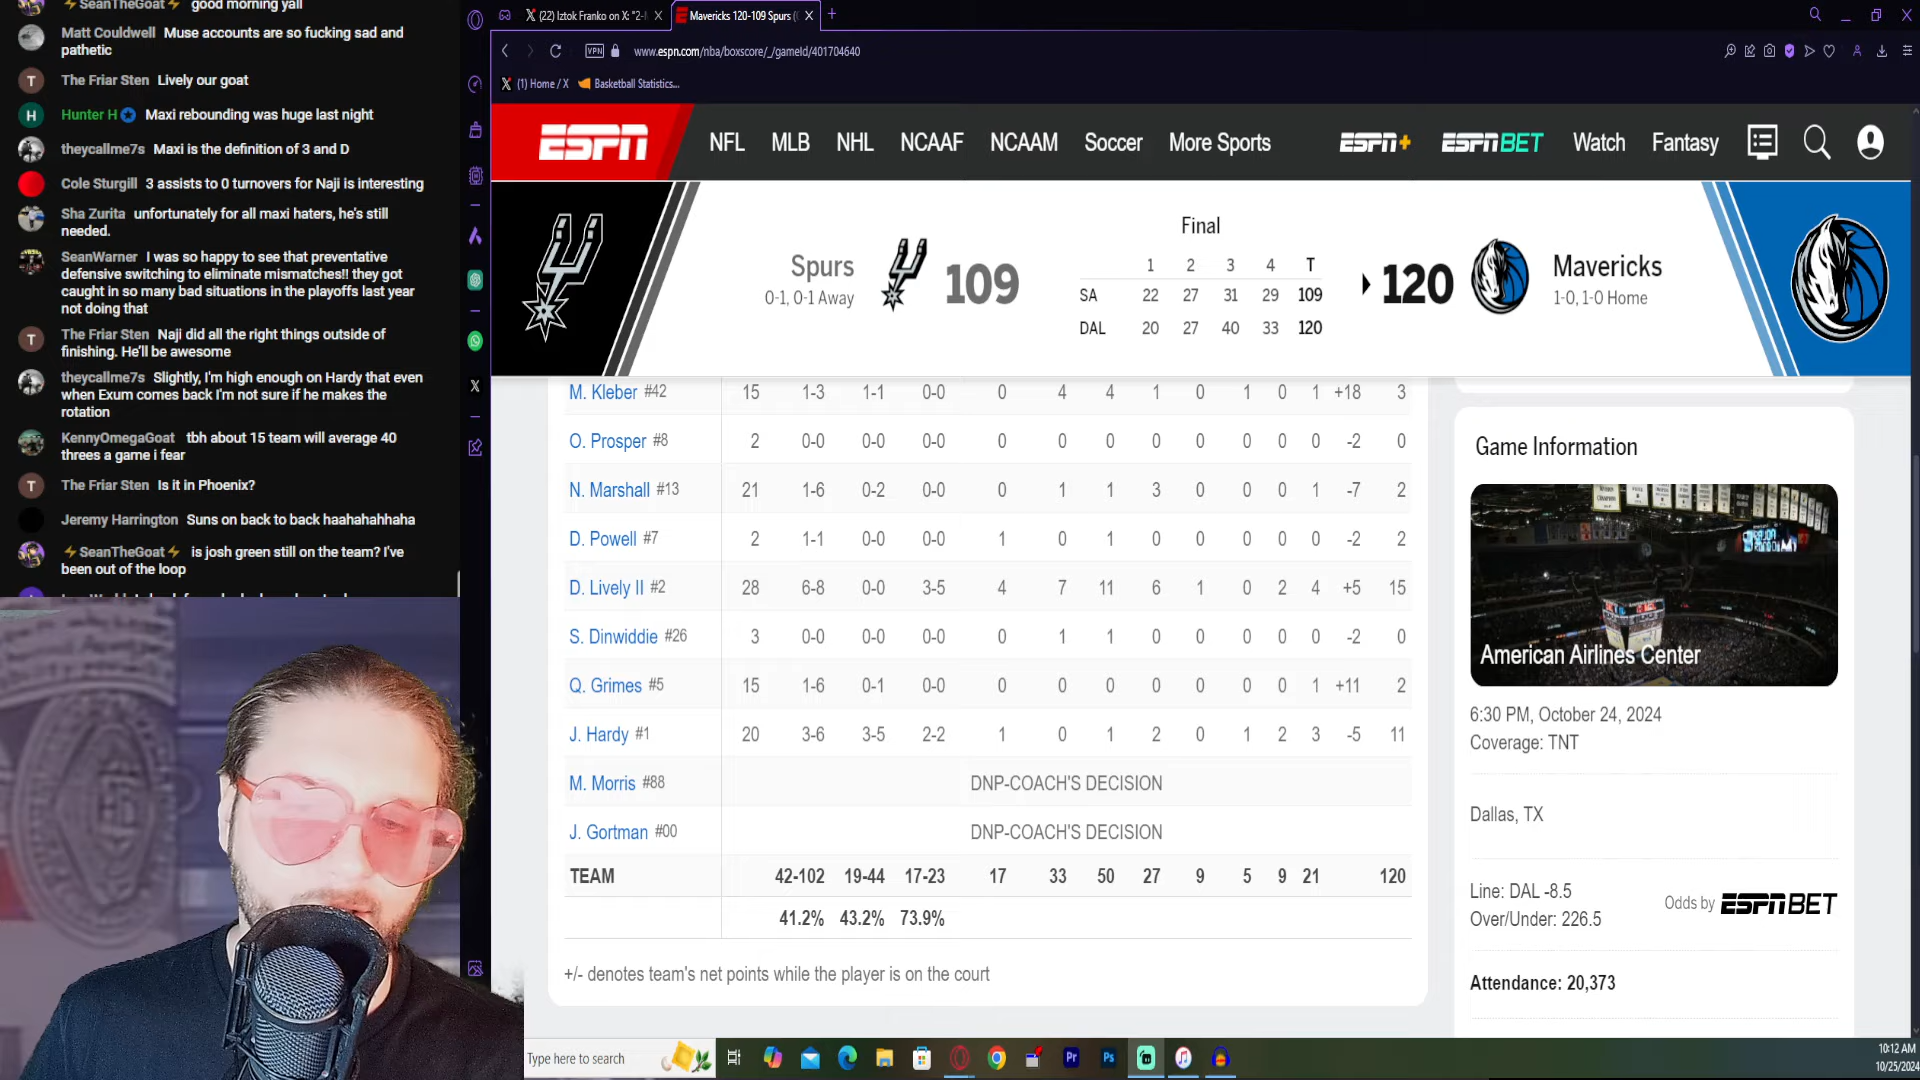 ⚡SeanTheGoat⚡ good morning yall
Matt Couldwell Muse accounts are so fucking sad and
pathetic
The Friar Sten Lively our goat
Hunter H Maxi rebounding was huge last night
theycallme7s Maxi is the definition of 3 and D
Cole Sturgill 3 assists to 0 turnovers for Naji is interesting
Sha Zurita unfortunately for all maxi haters, he's still
needed.
SeanWarner I was so happy to see that preventative
defensive switching to eliminate mismatches!! they got
caught in so many bad situations in the playoffs last year
not doing that
The Friar Sten Naji did all the right things outside of
finishing. He'll be awesome
theycallme7s Slightly, I'm high enough on Hardy that even
when Exum comes back I'm not sure if he makes the
rotation
KennyOmegaGoat tbh about 15 team will average 40
threes a game i fear
The Friar Sten Is it in Phoenix?
Jeremy Harrington Suns on back to back haahahahhaha
⚡SeanTheGoat⚡ is josh green still on the team? I've
been out of the loop
(22) Iztok Franko on X: "2-
Mavericks 120-109 Spurs (
VPN
www.espn.com/nba/boxscore/_/gameId/401704640
(1) Home / X
Basketball Statistics...
ESPN NFL MLB NHL NCAAF NCAAM Soccer More Sports ESPN+ ESPN BET Watch Fantasy
Final
Spurs 109
0-1, 0-1 Away
1 2 3 4 T
SA 22 27 31 29 109
DAL 20 27 40 33 120
120 Mavericks
1-0, 1-0 Home
M. Kleber #42 15 1-3 1-1 0-0 0 4 4 1 0 1 0 1 +18 3
O. Prosper #8 2 0-0 0-0 0-0 0 0 0 0 0 0 0 0 -2 0
N. Marshall #13 21 1-6 0-2 0-0 0 1 1 3 0 0 0 1 -7 2
D. Powell #7 2 1-1 0-0 0-0 1 0 1 0 0 0 0 0 -2 2
D. Lively II #2 28 6-8 0-0 3-5 4 7 11 6 1 0 2 4 +5 15
S. Dinwiddie #26 3 0-0 0-0 0-0 0 1 1 0 0 0 0 0 -2 0
Q. Grimes #5 15 1-6 0-1 0-0 0 0 0 0 0 0 0 1 +11 2
J. Hardy #1 20 3-6 3-5 2-2 1 0 1 2 0 1 2 3 -5 11
M. Morris #88 DNP-COACH'S DECISION
J. Gortman #00 DNP-COACH'S DECISION
TEAM 42-102 19-44 17-23 17 33 50 27 9 5 9 21 120
41.2% 43.2% 73.9%
+/- denotes team's net points while the player is on the court
Game Information
American Airlines Center
6:30 PM, October 24, 2024
Coverage: TNT
Dallas, TX
Line: DAL -8.5
Over/Under: 226.5
Odds by ESPN BET
Attendance: 20,373
Type here to search
Pr
Ps
10:12 AM
10/25/2024